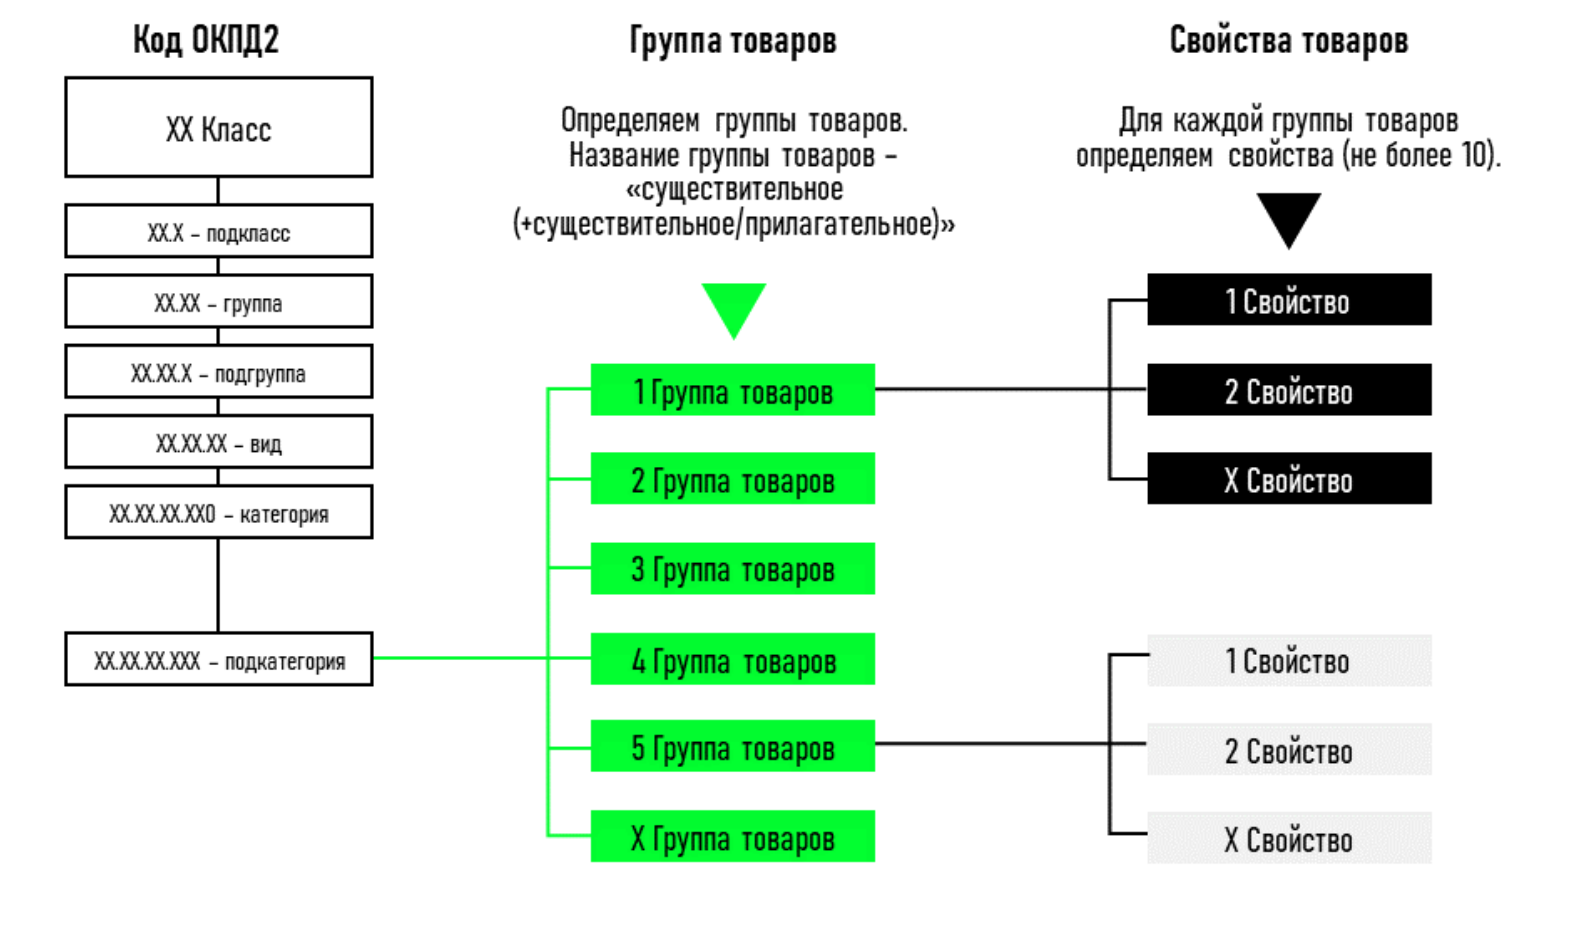 Код ОКПД2
XX Класс
XX.X – подкласс
XX.XX – группа
XX.XX.X – подгруппа
XX.XX.XX – вид
XX.XX.XX.XX0 – категория
XX.XX.XX.XXX – подкатегория
Группа товаров
Определяем группы товаров.
Название группы товаров –
«существительное
(+существительное/прилагательное)»
1 Группа товаров
2 Группа товаров
3 Группа товаров
4 Группа товаров
5 Группа товаров
X Группа товаров
Свойства товаров
Для каждой группы товаров
определяем свойства (не более 10).
1 Свойство
2 Свойство
X Свойство
1 Свойство
2 Свойство
X Свойство